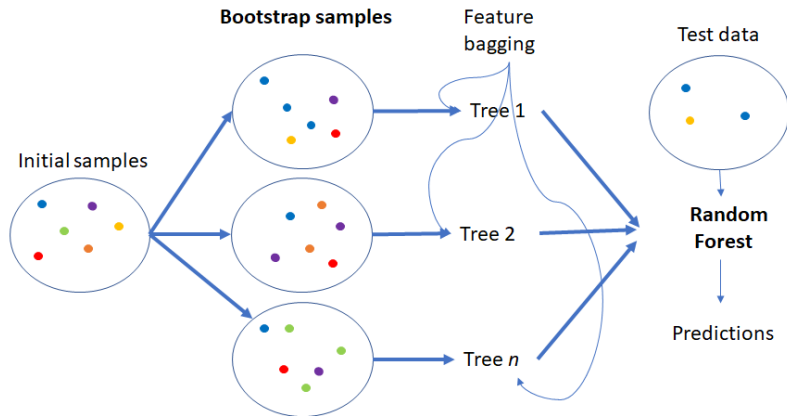 Bootstrap samples
Feature
bagging
Test data
Tree 1
Initial samples
Tree 2
Random
Forest
Tree n
Predictions